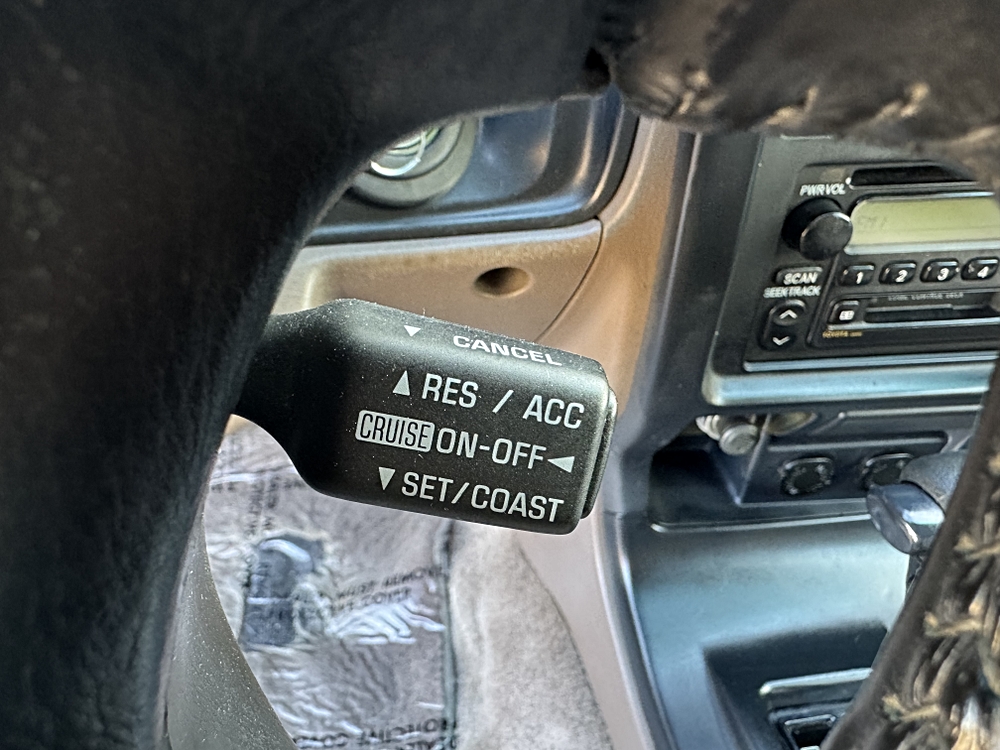 ▼ CANCEL
▲ RES / ACC
CRUISE ON-OFF ◀
▼ SET/COAST
PWR VOL
SCAN
1 2 3 4
SEEK TRACK